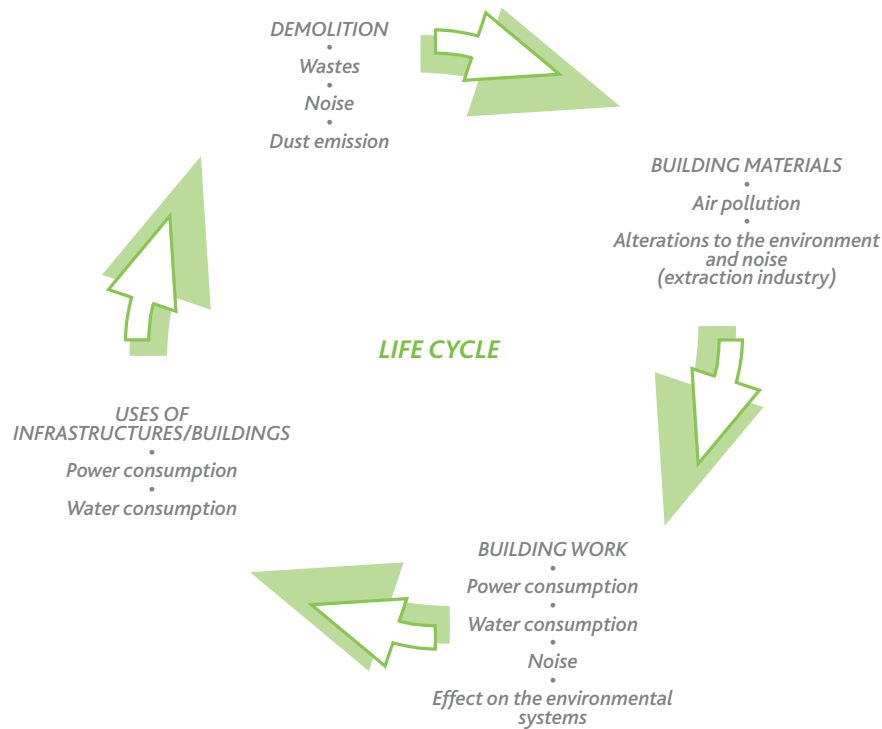 DEMOLITION
•
Wastes
•
Noise
•
Dust emission
BUILDING MATERIALS
•
Air pollution
•
Alterations to the environment
and noise
(extraction industry)
LIFE CYCLE
USES OF
INFRASTRUCTURES/BUILDINGS
•
Power consumption
•
Water consumption
BUILDING WORK
•
Power consumption
•
Water consumption
•
Noise
•
Effect on the environmental
systems